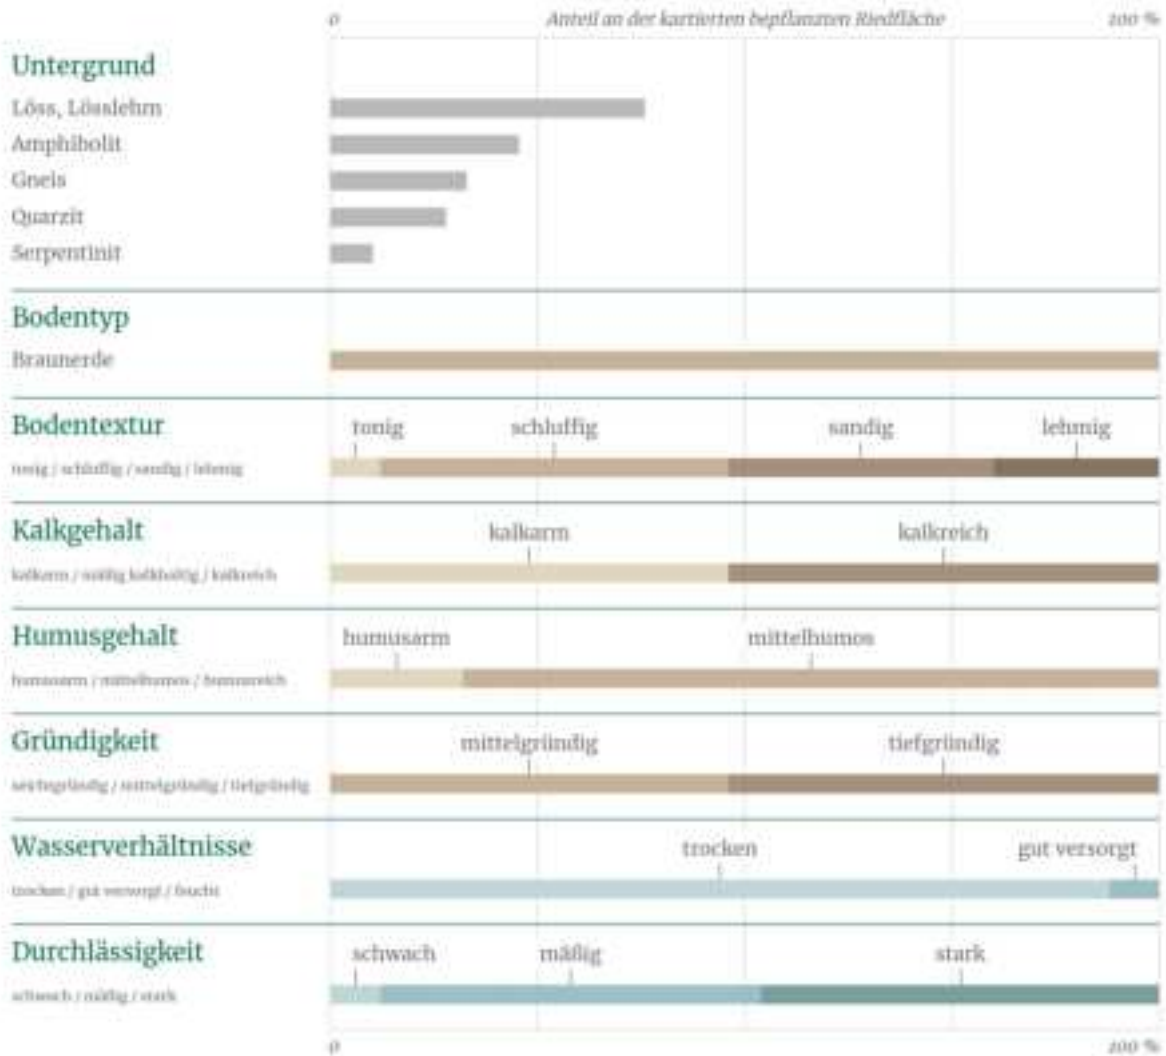 0 Anteil an der kartierten bepflanzten Riedfläche 100 %
Untergrund
Löss, Lösslehm
Amphibolit
Gneis
Quarzit
Serpentinit
Bodentyp
Braunerde
Bodentextur
tonig schluffig sandig lehmig
tonig / schluffig / sandig / lehmig
Kalkgehalt
kalkarm kalkreich
kalkarm / mäßig kalkhaltig / kalkreich
Humusgehalt
humusarm mittelhumos
humusarm / mittelhumos / humusreich
Gründigkeit
mittelgründig tiefgründig
seichtgründig / mittelgründig / tiefgründig
Wasserverhältnisse
trocken gut versorgt
trocken / gut versorgt / feucht
Durchlässigkeit
schwach mäßig stark
schwach / mäßig / stark
0 100 %